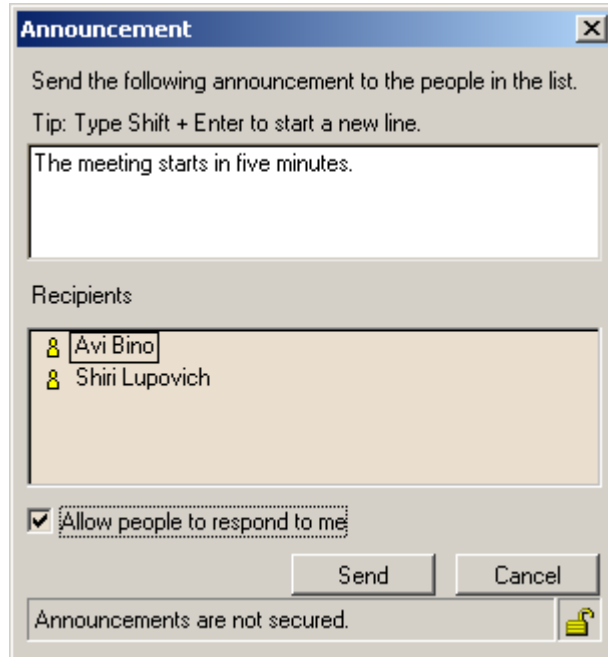 Announcement
Send the following announcement to the people in the list.
Tip: Type Shift + Enter to start a new line.
The meeting starts in five minutes.
Recipients
Avi Bino
Shiri Lupovich
Allow people to respond to me
Send Cancel
Announcements are not secured.